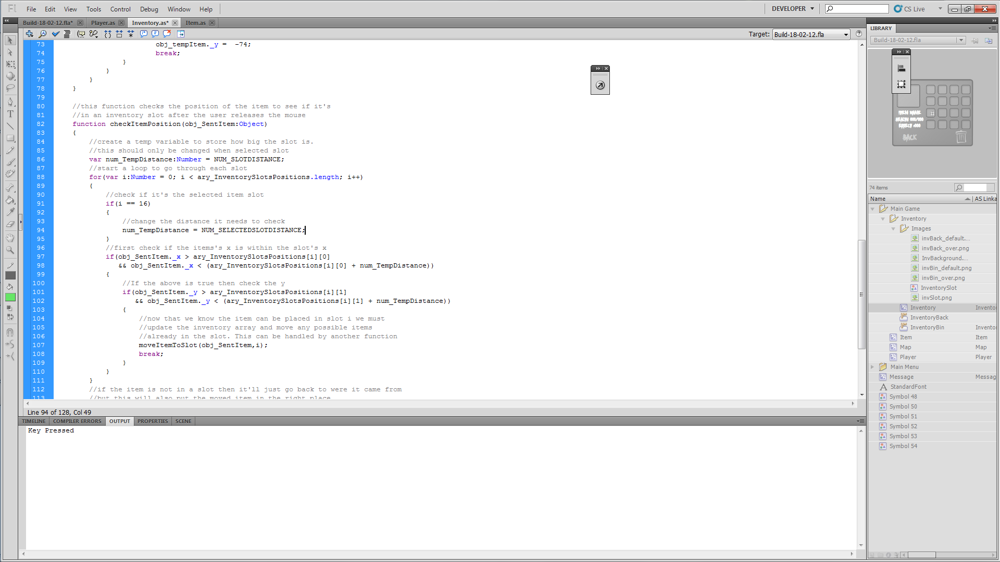 Fl File Edit View Tools Control Debug Window Help DEVELOPER CS Live
Build-18-02-12.fla* Player.as Inventory.as* Item.as
Target: Build-18-02-12.fla
73 obj_tempItem._y = -74;
74 break;
75 }
76 }
77 }
78 }
79
80 //this function checks the position of the item to see if it's
81 //in an inventory slot after the user releases the mouse
82 function checkItemPosition(obj_SentItem:Object)
83 {
84 //create a temp variable to store how big the slot is.
85 //this should only be changed when selected slot
86 var num_TempDistance:Number = NUM_SLOTDISTANCE;
87 //start a loop to go through each slot
88 for(var i:Number = 0; i < ary_InventorySlotsPositions.length; i++)
89 {
90 //check if it's the selected item slot
91 if(i == 16)
92 {
93 //change the distance it needs to check
94 num_TempDistance = NUM_SELECTEDSLOTDISTANCE;
95 }
96 //first check if the items's x is within the slot's x
97 if(obj_SentItem._x > ary_InventorySlotsPositions[i][0]
98 && obj_SentItem._x < (ary_InventorySlotsPositions[i][0] + num_TempDistance))
99 {
100 //If the above is true then check the y
101 if(obj_SentItem._y > ary_InventorySlotsPositions[i][1]
102 && obj_SentItem._y < (ary_InventorySlotsPositions[i][1] + num_TempDistance))
103 {
104 //now that we know the item can be placed in slot i we must
105 //update the inventory array and move any possible items
106 //already in the slot. This can be handled by another function
107 moveItemToSlot(obj_SentItem,i);
108 break;
109 }
110 }
111 }
112 //if the item is not in a slot then it'll just go back to were it came from
113 //but this will also put the moved item in the right place
Line 94 of 128, Col 49
TIMELINE COMPILER ERRORS OUTPUT PROPERTIES SCENE
Key Pressed
LIBRARY
Build-18-02-12.fla
BACK
74 items
Name AS Linka
Main Game
Inventory
Images
invBack_default....
invBack_over.png
InvBackground....
invBin_default.png
invBin_over.png
InventorySlot
invSlot.png
Inventory Invento
InventoryBack
InventoryBin Invento
Item Item
Map Map
Player Player
Main Menu
Message Messag
StandardFont
Symbol 48
Symbol 50
Symbol 51
Symbol 52
Symbol 53
Symbol 54